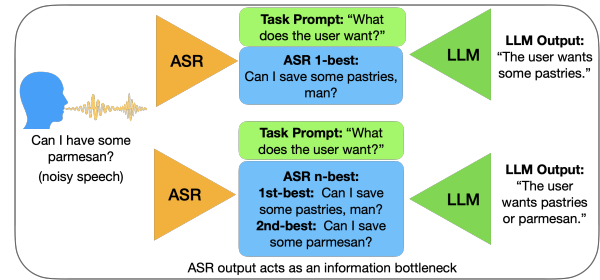 Can I have some
parmesan?
(noisy speech)
ASR
Task Prompt: “What
does the user want?”
ASR 1-best:
Can I save some pastries,
man?
LLM
LLM Output:
“The user wants
some pastries.”
ASR
Task Prompt: “What
does the user want?”
ASR n-best:
1st-best: Can I save
some pastries, man?
2nd-best: Can I save
some parmesan?
LLM
LLM Output:
“The user
wants pastries
or parmesan.”
ASR output acts as an information bottleneck